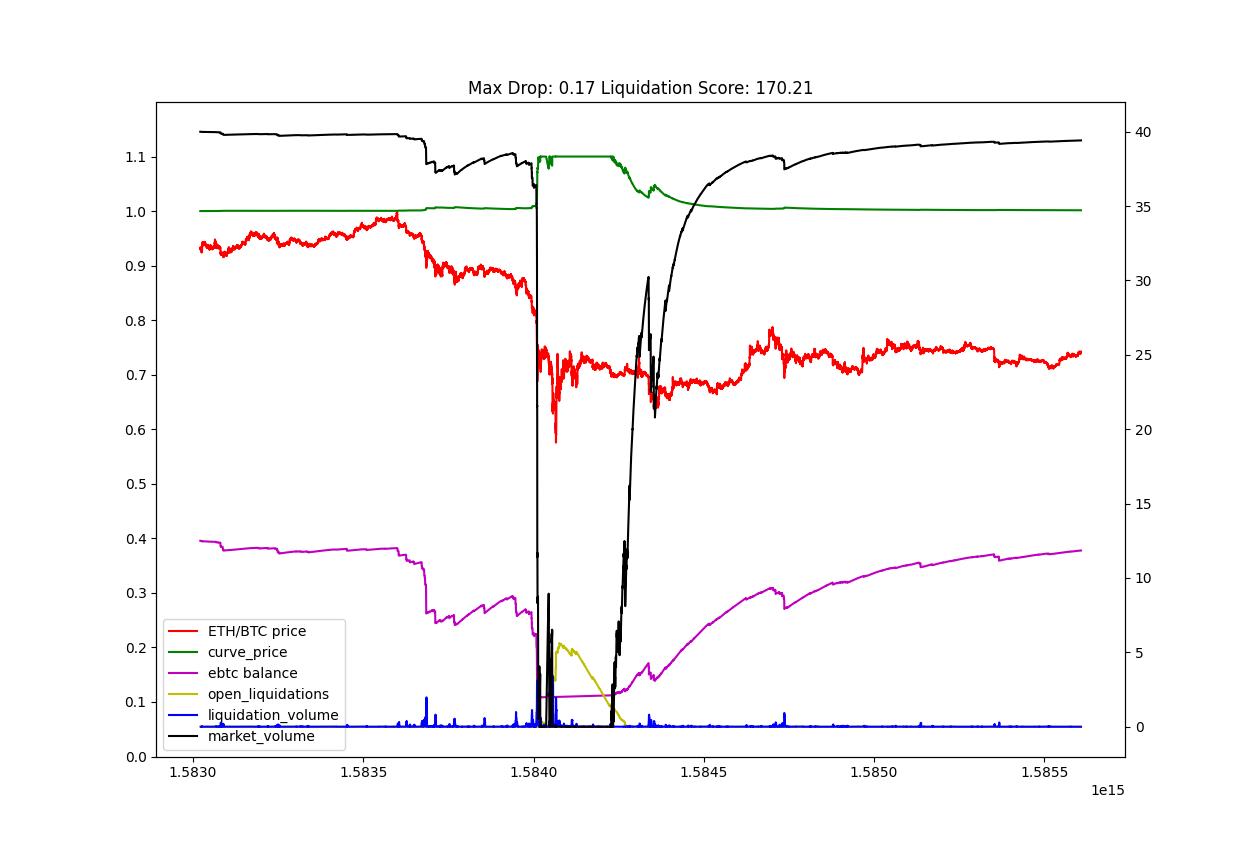 Max Drop: 0.17 Liquidation Score: 170.21
1.1
1.0
0.9
0.8
0.7
0.6
0.5
0.4
0.3
0.2
0.1
0.0
40
35
30
25
20
15
10
5
0
ETH/BTC price
curve_price
ebtc balance
open_liquidations
liquidation_volume
market_volume
1.5830 1.5835 1.5840 1.5845 1.5850 1.5855
1e15